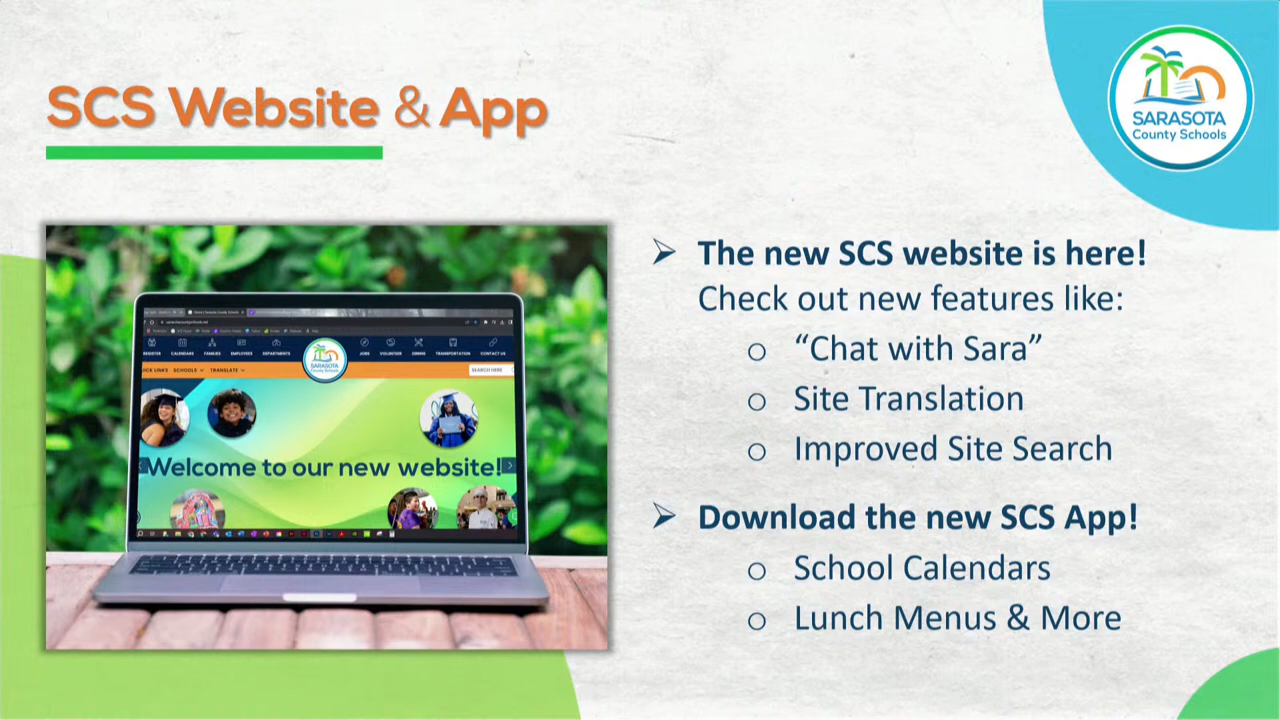 SCS Website & App
SARASOTA
County Schools
➢ The new SCS website is here!
Check out new features like:
o "Chat with Sara"
o Site Translation
o Improved Site Search
➢ Download the new SCS App!
o School Calendars
o Lunch Menus & More
REGISTER CALENDARS FAMILIES EMPLOYEES DEPARTMENTS
JOBS VOLUNTEER DINING TRANSPORTATION CONTACT US
SARASOTA
County Schools
SCHOOLS TRANSLATE
SEARCH HERE
Welcome to our new website!